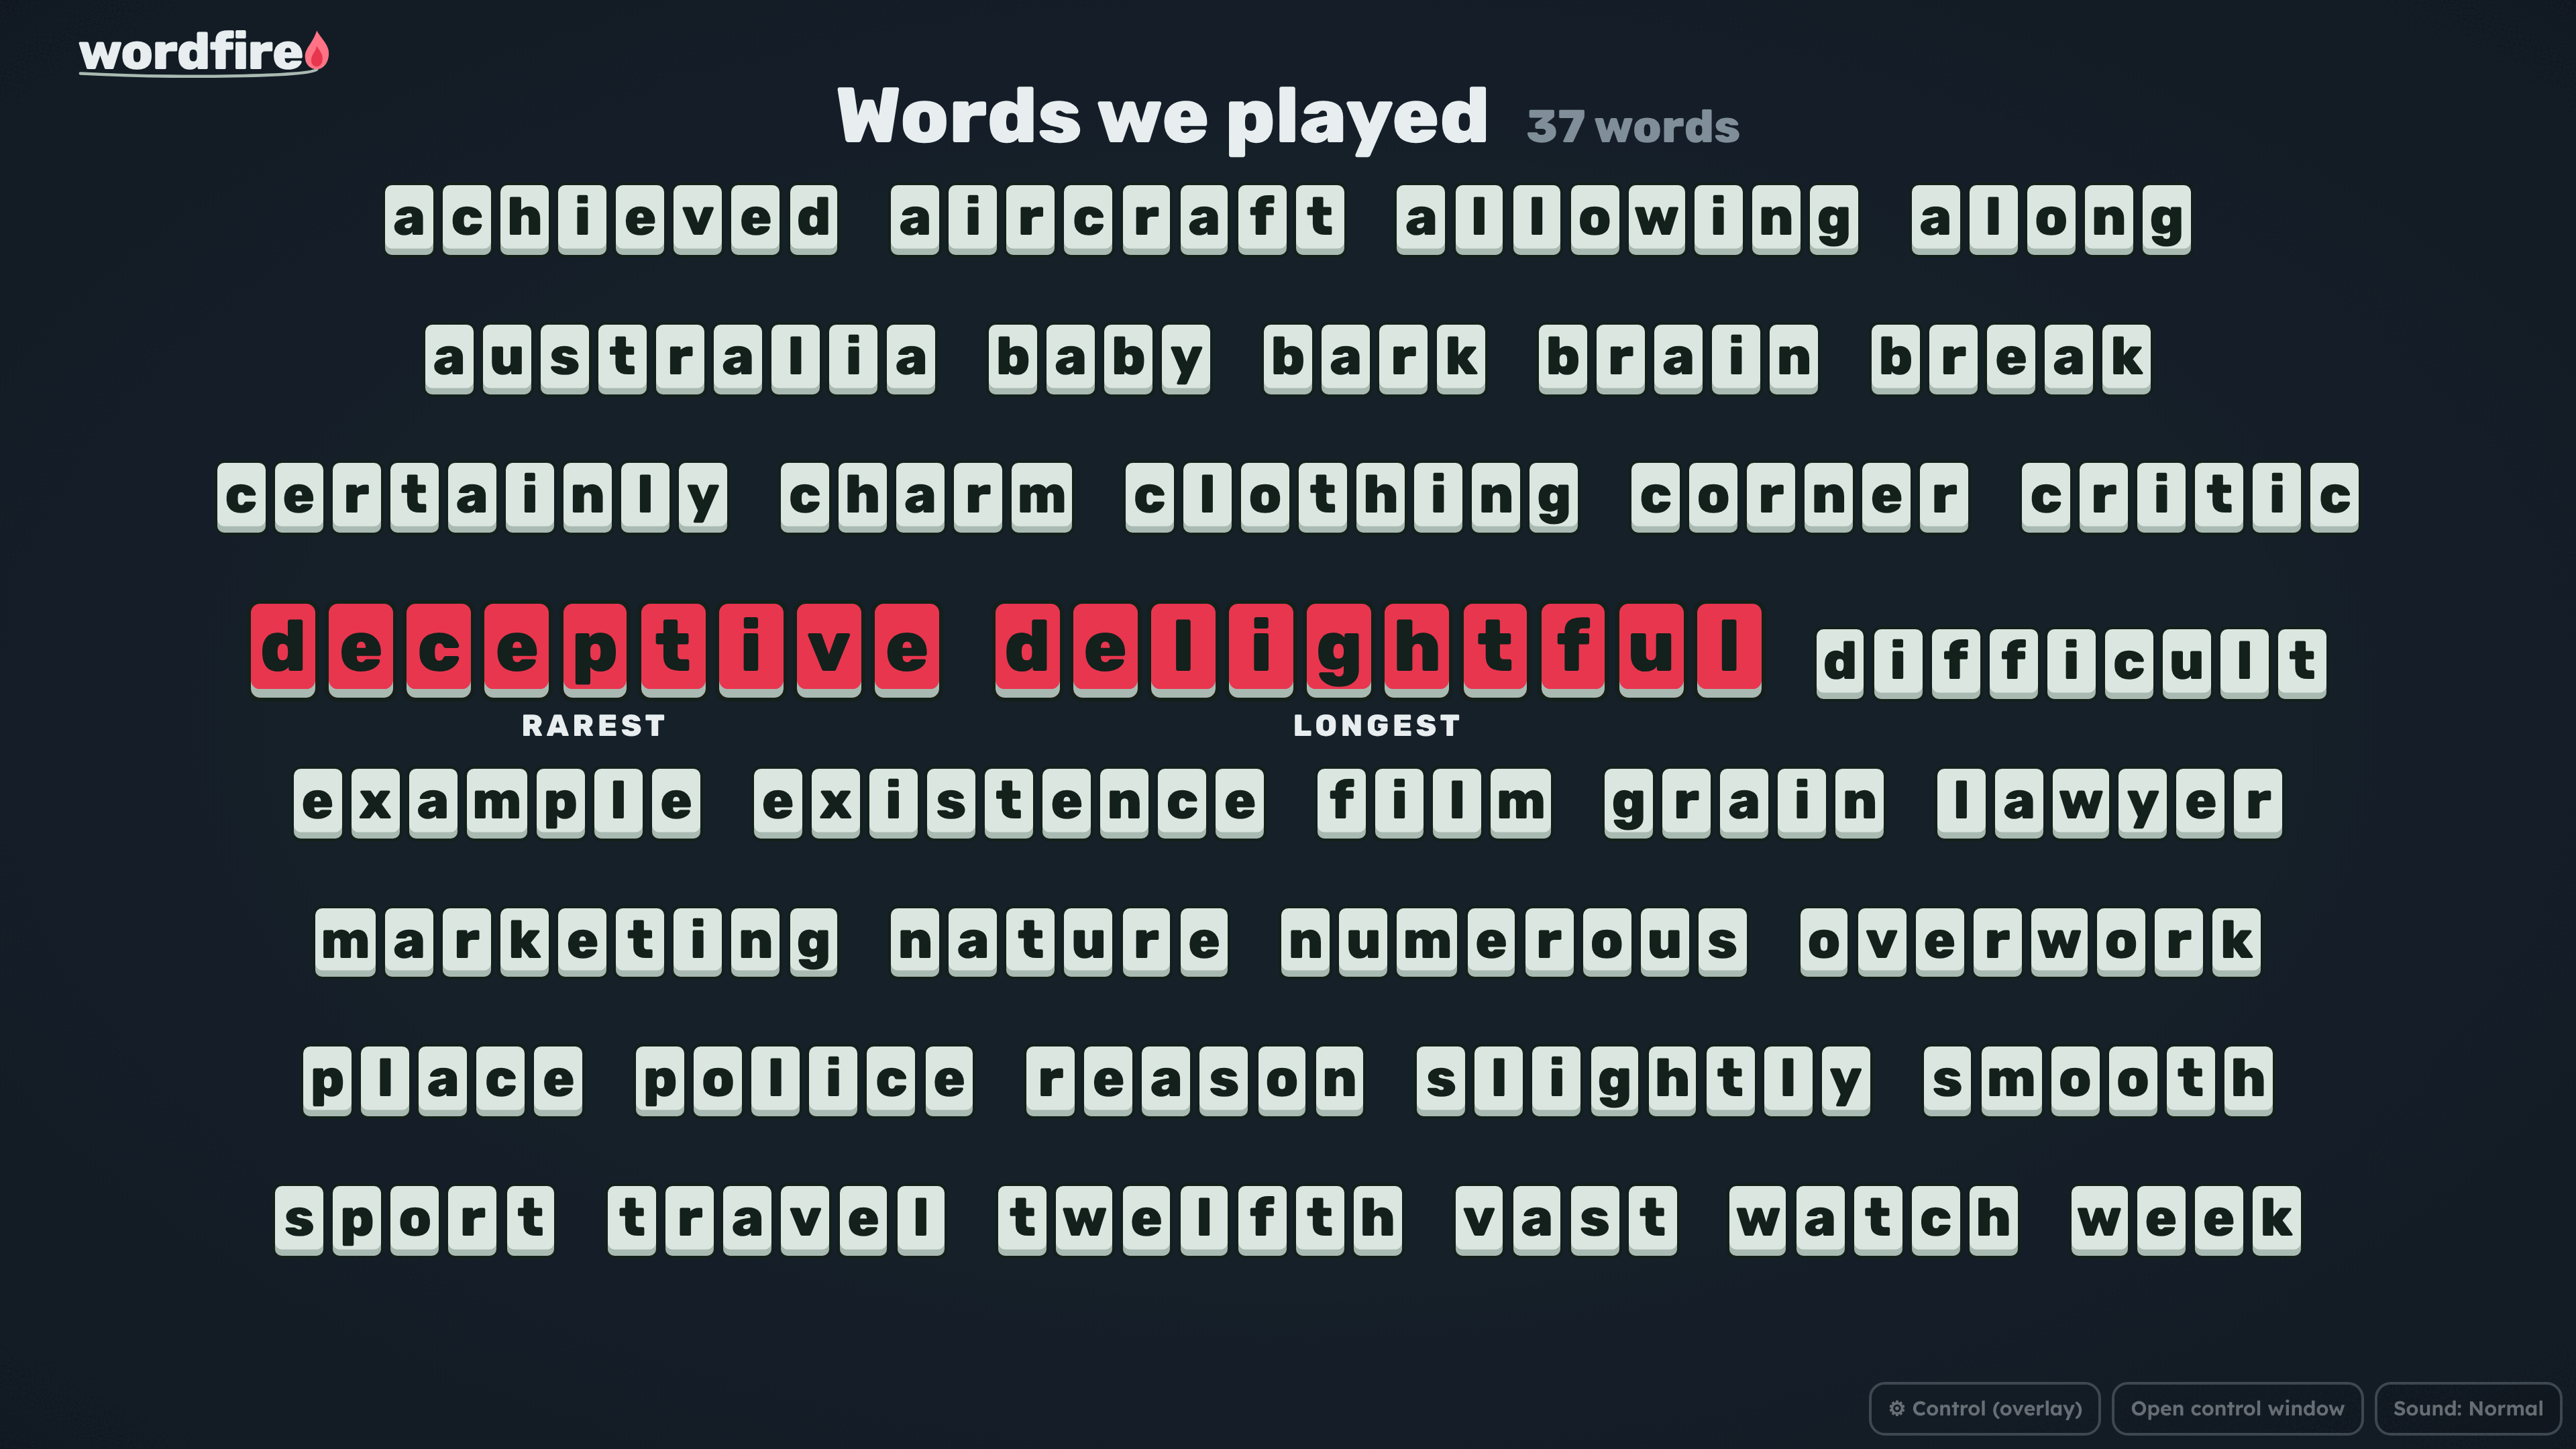 wordfire
Words we played 37 words
achieved aircraft allowing along
australia baby bark brain break
certainly charm clothing corner critic
deceptive delightful difficult
RAREST LONGEST
example existence film grain lawyer
marketing nature numerous overwork
place police reason slightly smooth
sport travel twelfth vast watch week
⚙ Control (overlay) Open control window Sound: Normal